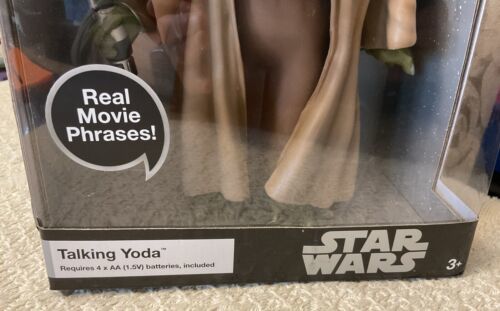 Real
Movie
Phrases!
Talking Yoda™
Requires 4 x AA (1.5V) batteries, included
STAR
WARS
3+